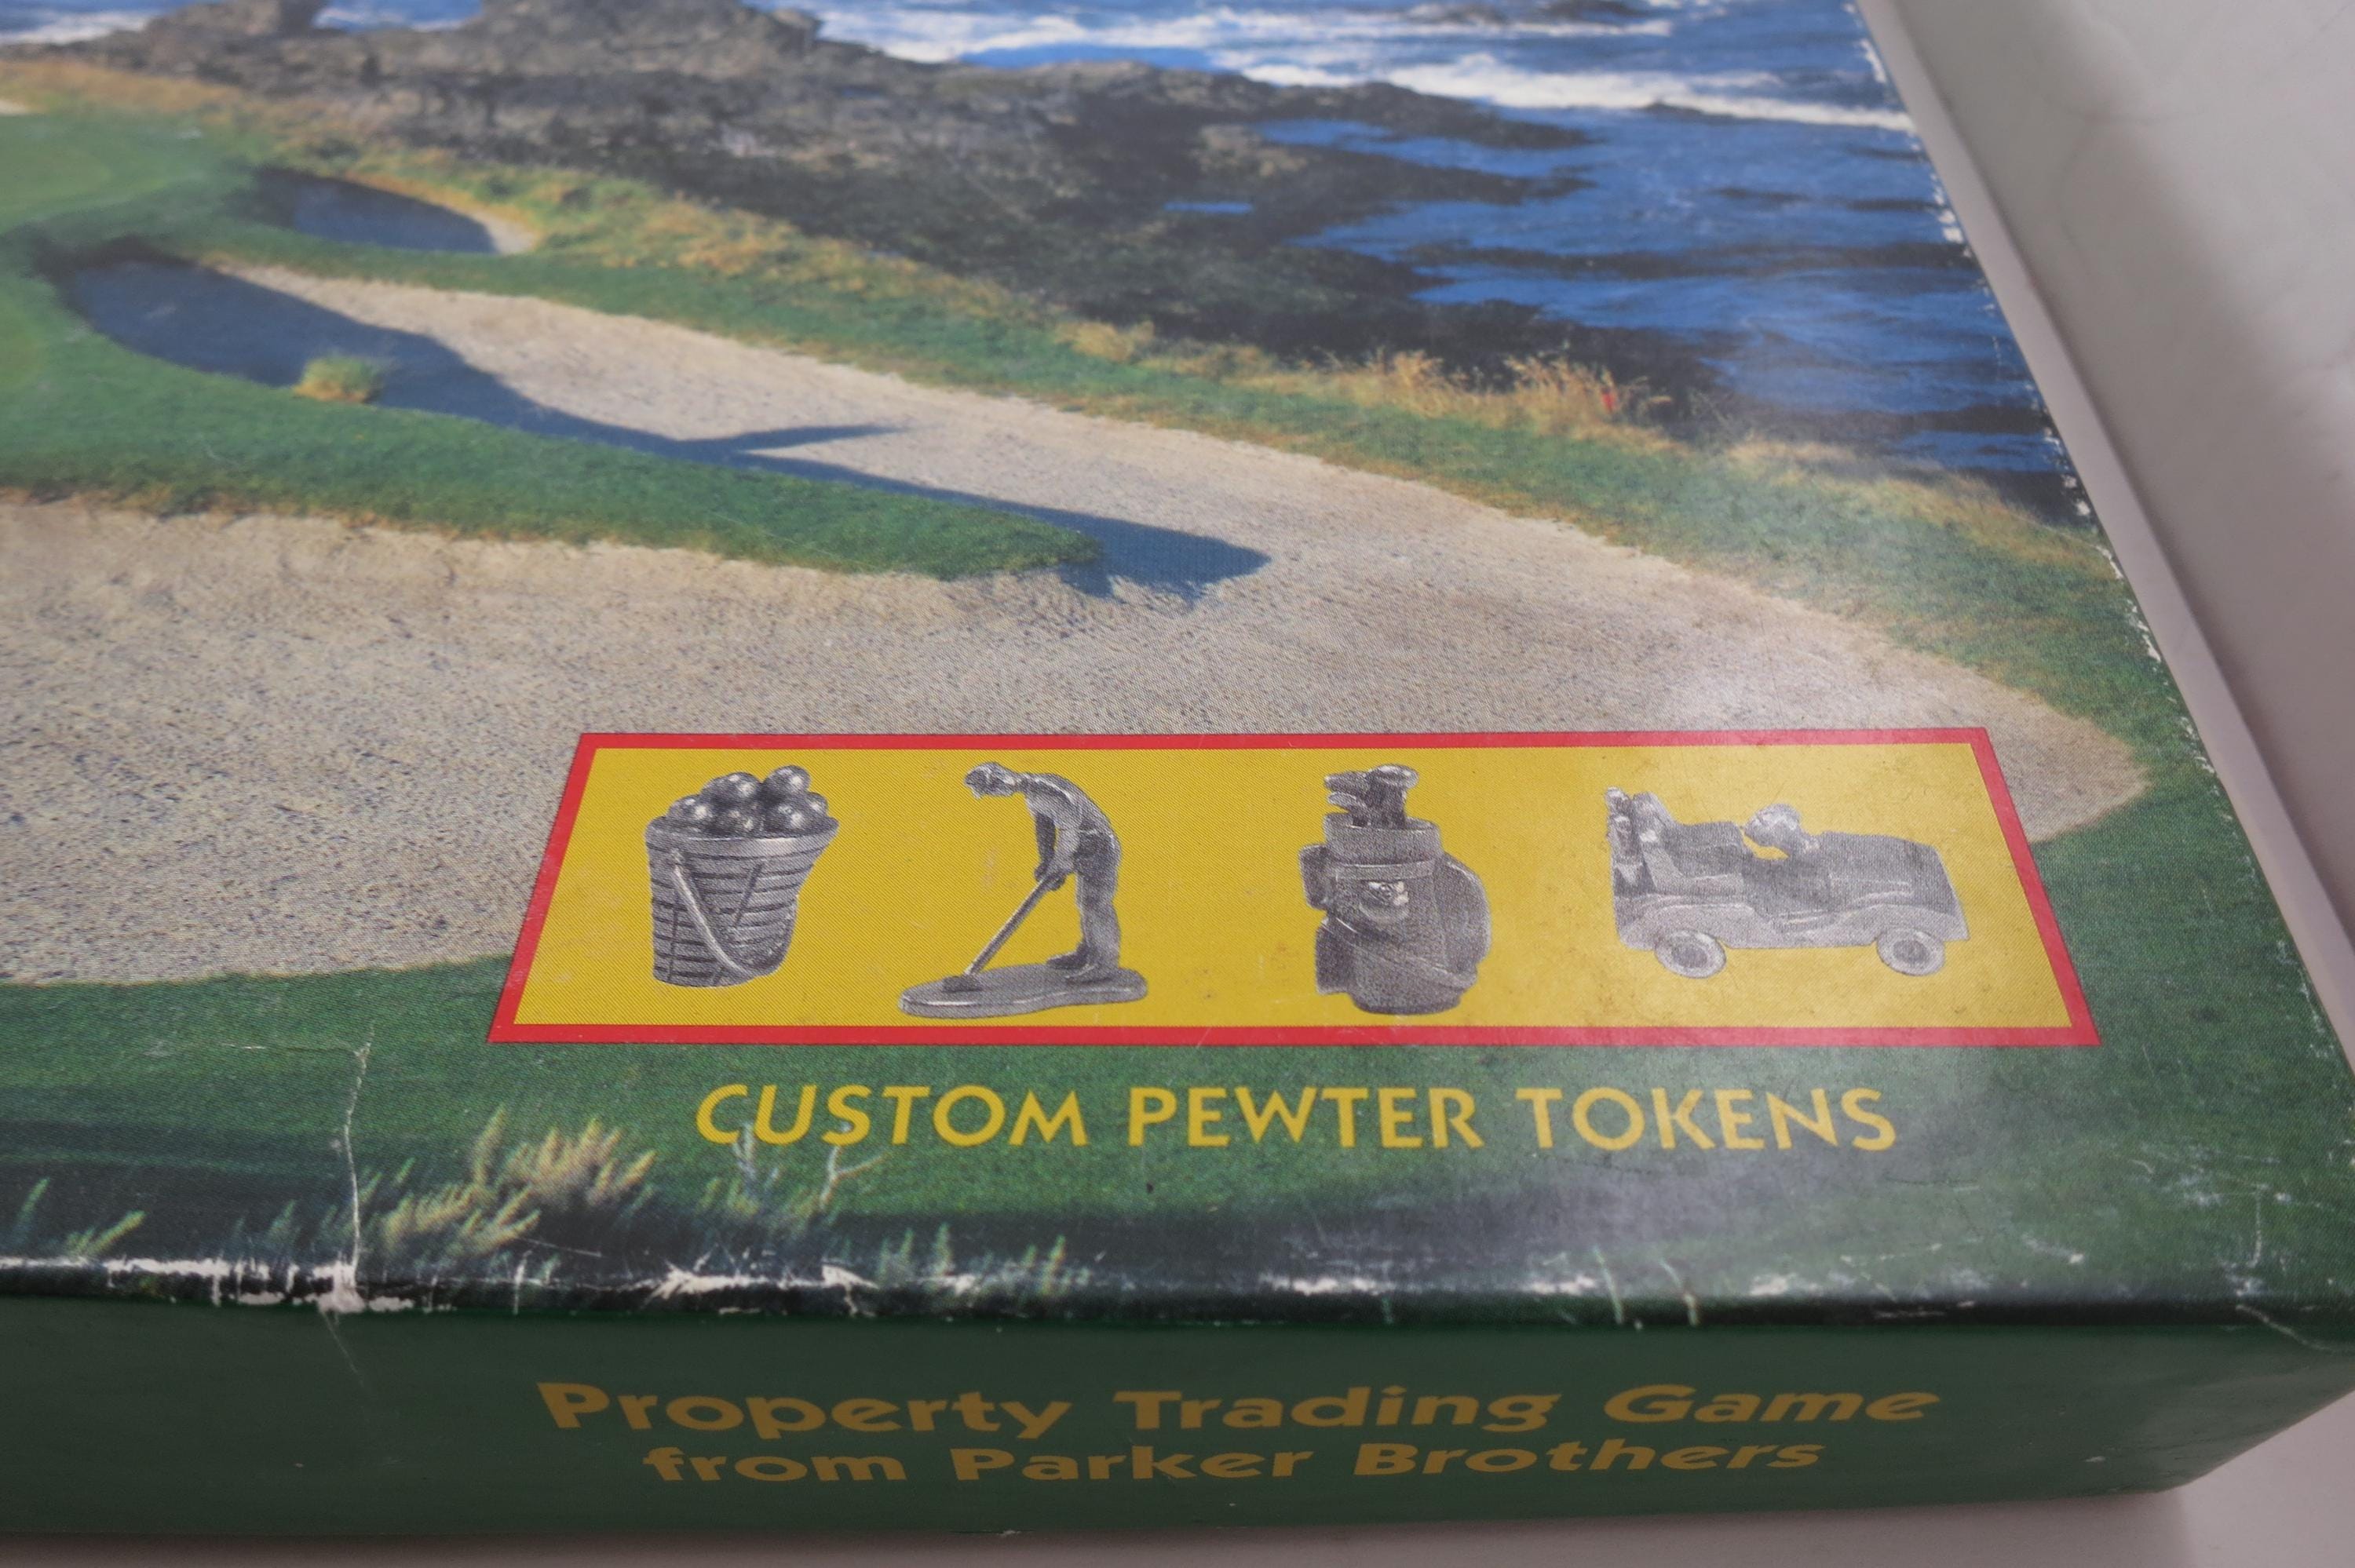 CUSTOM PEWTER TOKENS
Property Trading Game
from Parker Brothers